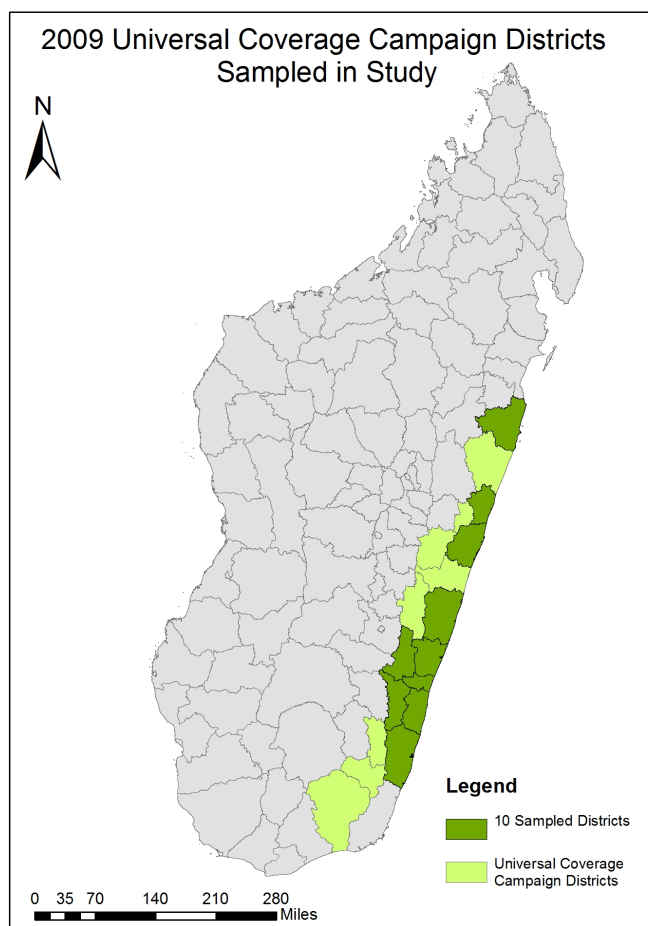 2009 Universal Coverage Campaign Districts
Sampled in Study
N
Legend
10 Sampled Districts
Universal Coverage
Campaign Districts
0 35 70 140 210 280
Miles